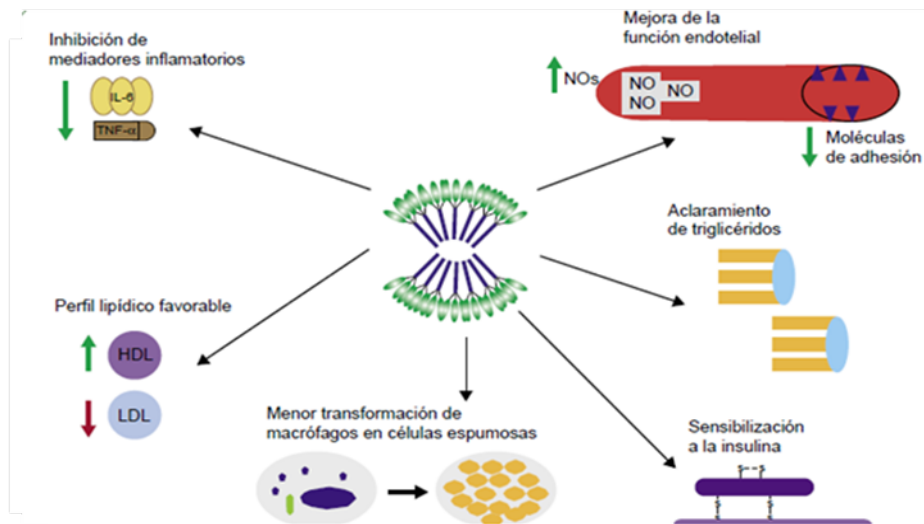 Inhibición de
mediadores inflamatorios
IL-6
TNF-α
Mejora de la
función endotelial
NOs
NO
NO
NO
Moléculas
de adhesión
Aclaramiento
de triglicéridos
Perfil lipídico favorable
HDL
LDL
Menor transformación de
macrófagos en células espumosas
Sensibilización
a la insulina
S--S
S
S
S
S